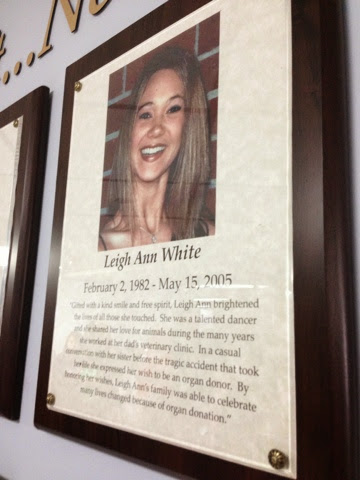 Leigh Ann White
February 2, 1982 - May 15, 2005
"Gifted with a kind smile and free spirit, Leigh Ann brightened
the lives of all those she touched. She was a talented dancer
and she shared her love for animals during the many years
she worked at her dad's veterinary clinic. In a casual
conversation with her sister before the tragic accident that took
her life she expressed her wish to be an organ donor. By
honoring her wishes, Leigh Ann's family was able to celebrate
many lives changed because of organ donation."